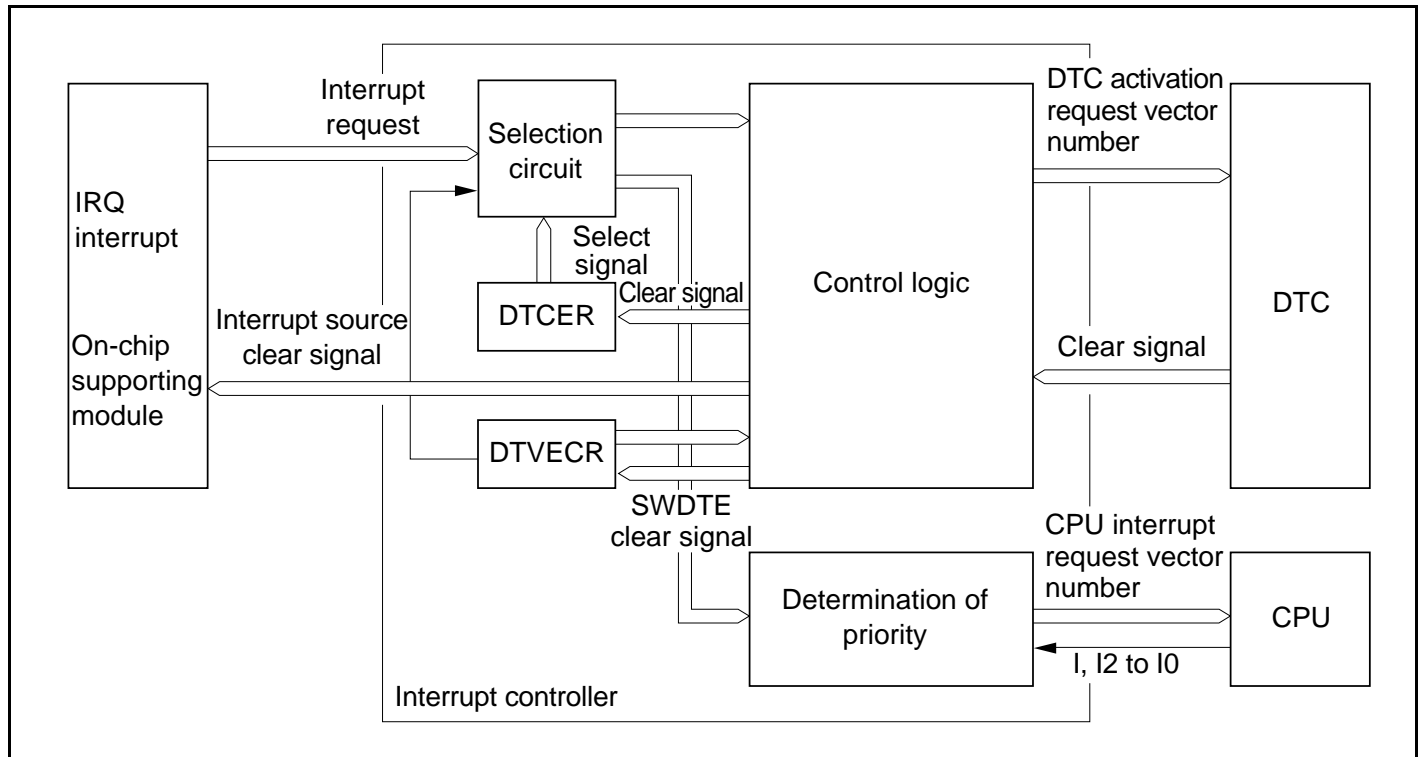 Interrupt
request
IRQ
interrupt
On-chip
supporting
module
Selection
circuit
Select
signal
DTCER
Clear signal
Interrupt source
clear signal
DTVECR
SWDTE
clear signal
Control logic
DTC activation
request vector
number
DTC
Clear signal
Determination of
priority
CPU interrupt
request vector
number
CPU
I, I2 to I0
Interrupt controller